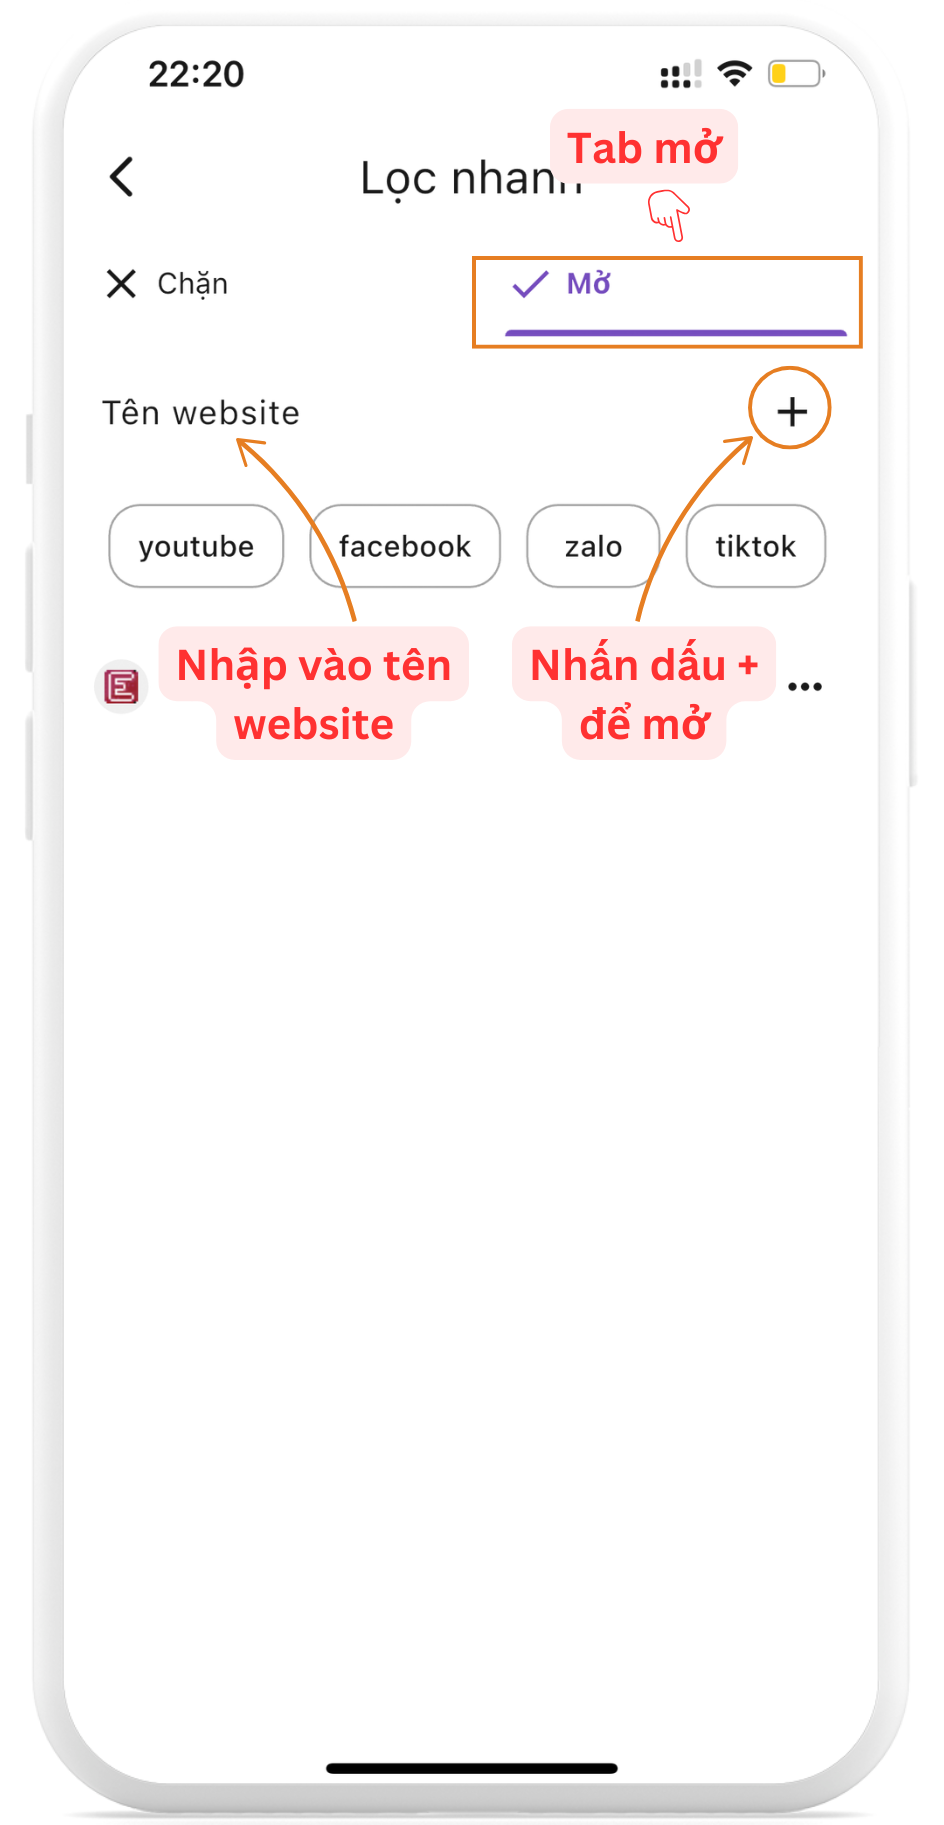 22:20
Tab mở
Lọc nhanh
Chặn
Mở
Tên website
+
youtube
facebook
zalo
tiktok
E
Nhập vào tên
website
Nhấn dấu +
để mở